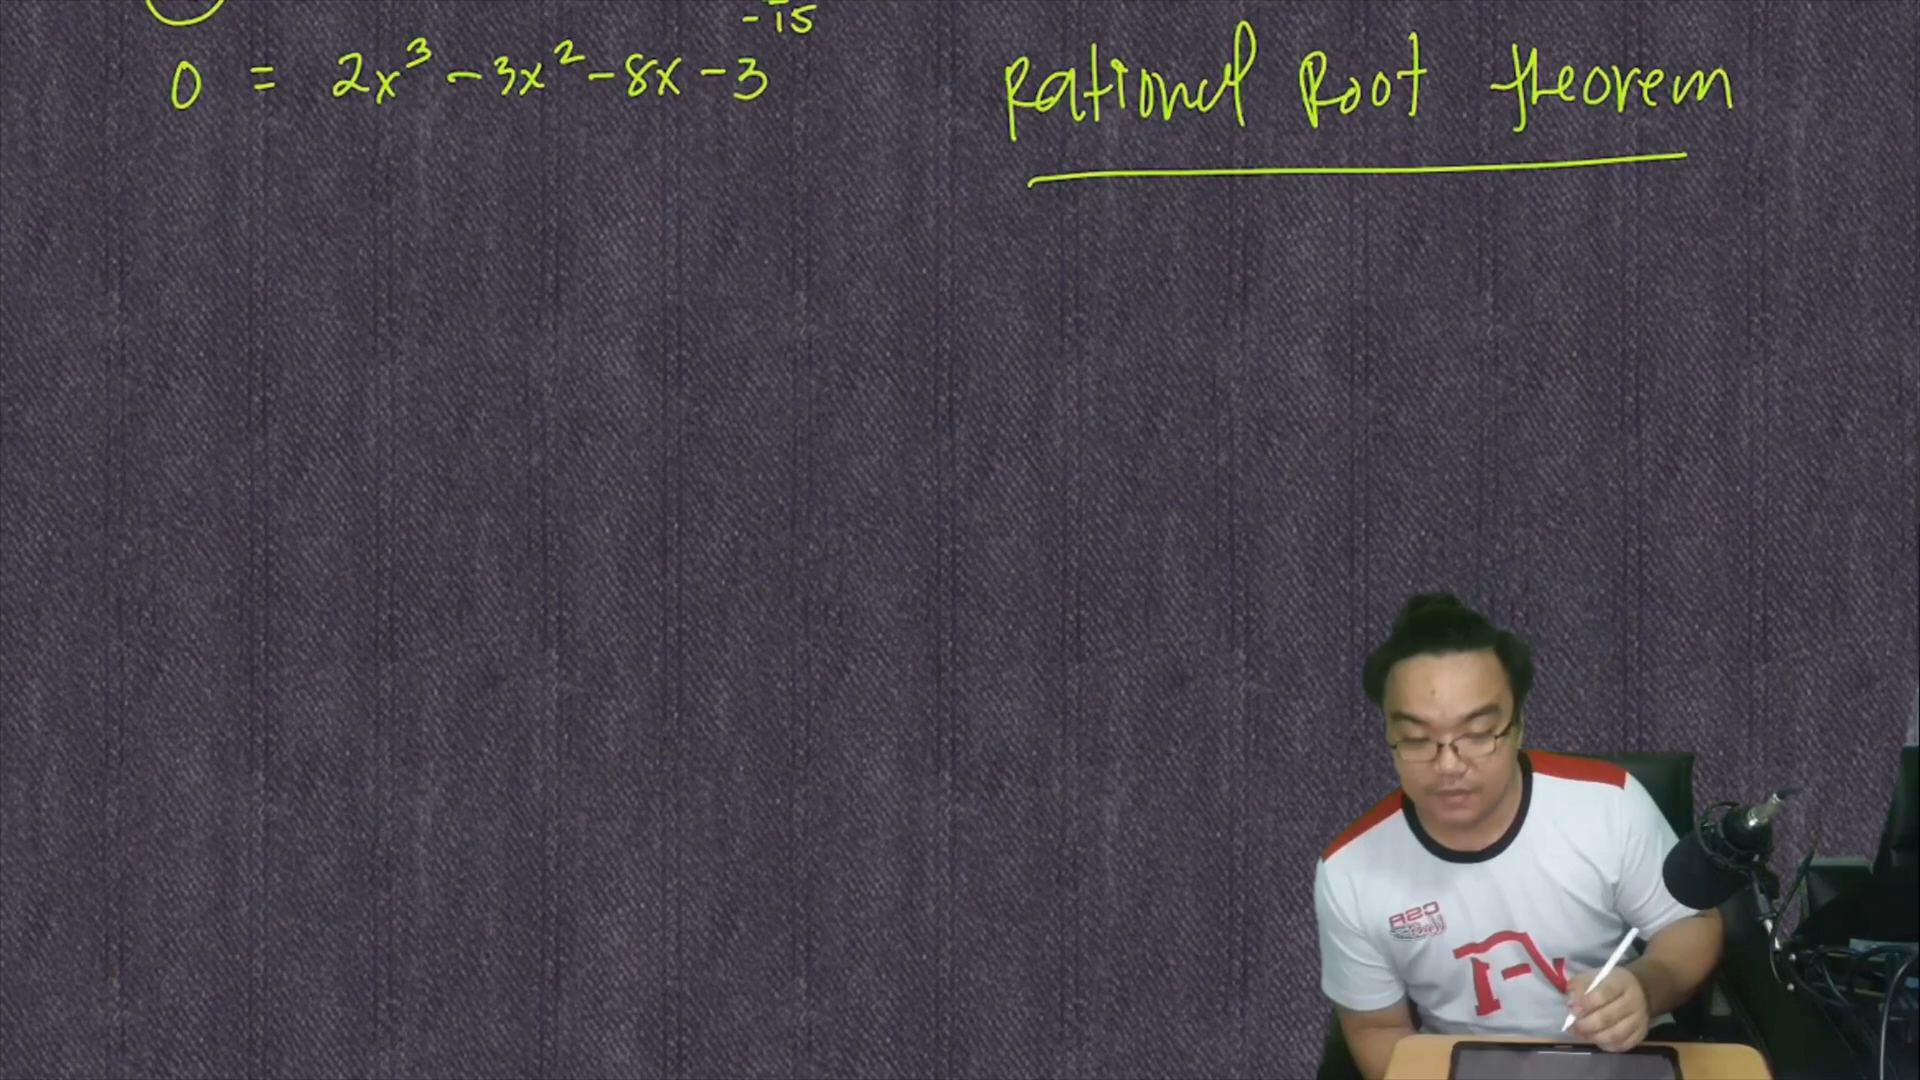 -15
0 = 2x³ - 3x² - 8x - 3
Rational Root theorem